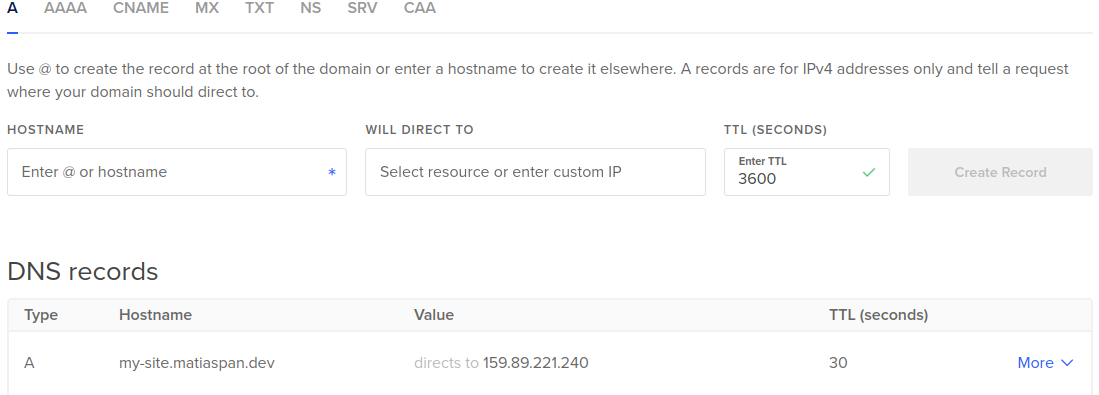 A AAAA CNAME MX TXT NS SRV CAA
Use @ to create the record at the root of the domain or enter a hostname to create it elsewhere. A records are for IPv4 addresses only and tell a request
where your domain should direct to.
HOSTNAME WILL DIRECT TO TTL (SECONDS)
Enter @ or hostname * Select resource or enter custom IP Enter TTL
3600 Create Record
DNS records
Type Hostname Value TTL (seconds)
A my-site.matiaspan.dev directs to 159.89.221.240 30 More